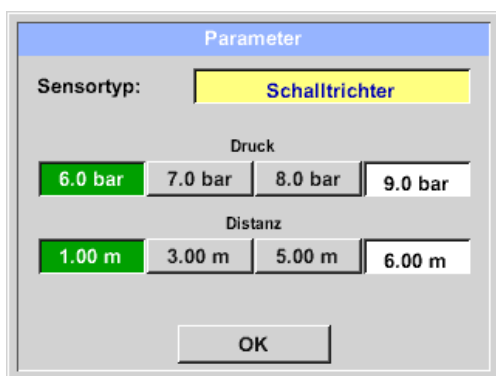 Parameter
Sensortyp: Schalltrichter
Druck
6.0 bar 7.0 bar 8.0 bar 9.0 bar
Distanz
1.00 m 3.00 m 5.00 m 6.00 m
OK